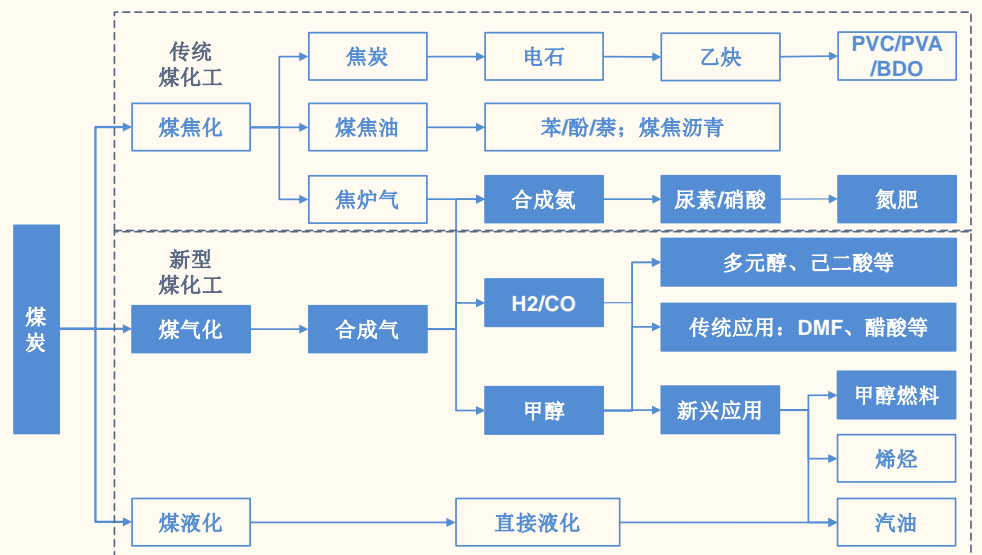 传统
煤化工
焦炭
电石
乙炔
PVC/PVA
/BDO
煤焦化
煤焦油
苯/酚/萘；煤焦沥青
焦炉气
合成氨
尿素/硝酸
氮肥
煤
炭
新型
煤化工
多元醇、己二酸等
H2/CO
煤气化
合成气
传统应用：DMF、醋酸等
甲醇
新兴应用
甲醇燃料
烯烃
煤液化
直接液化
汽油